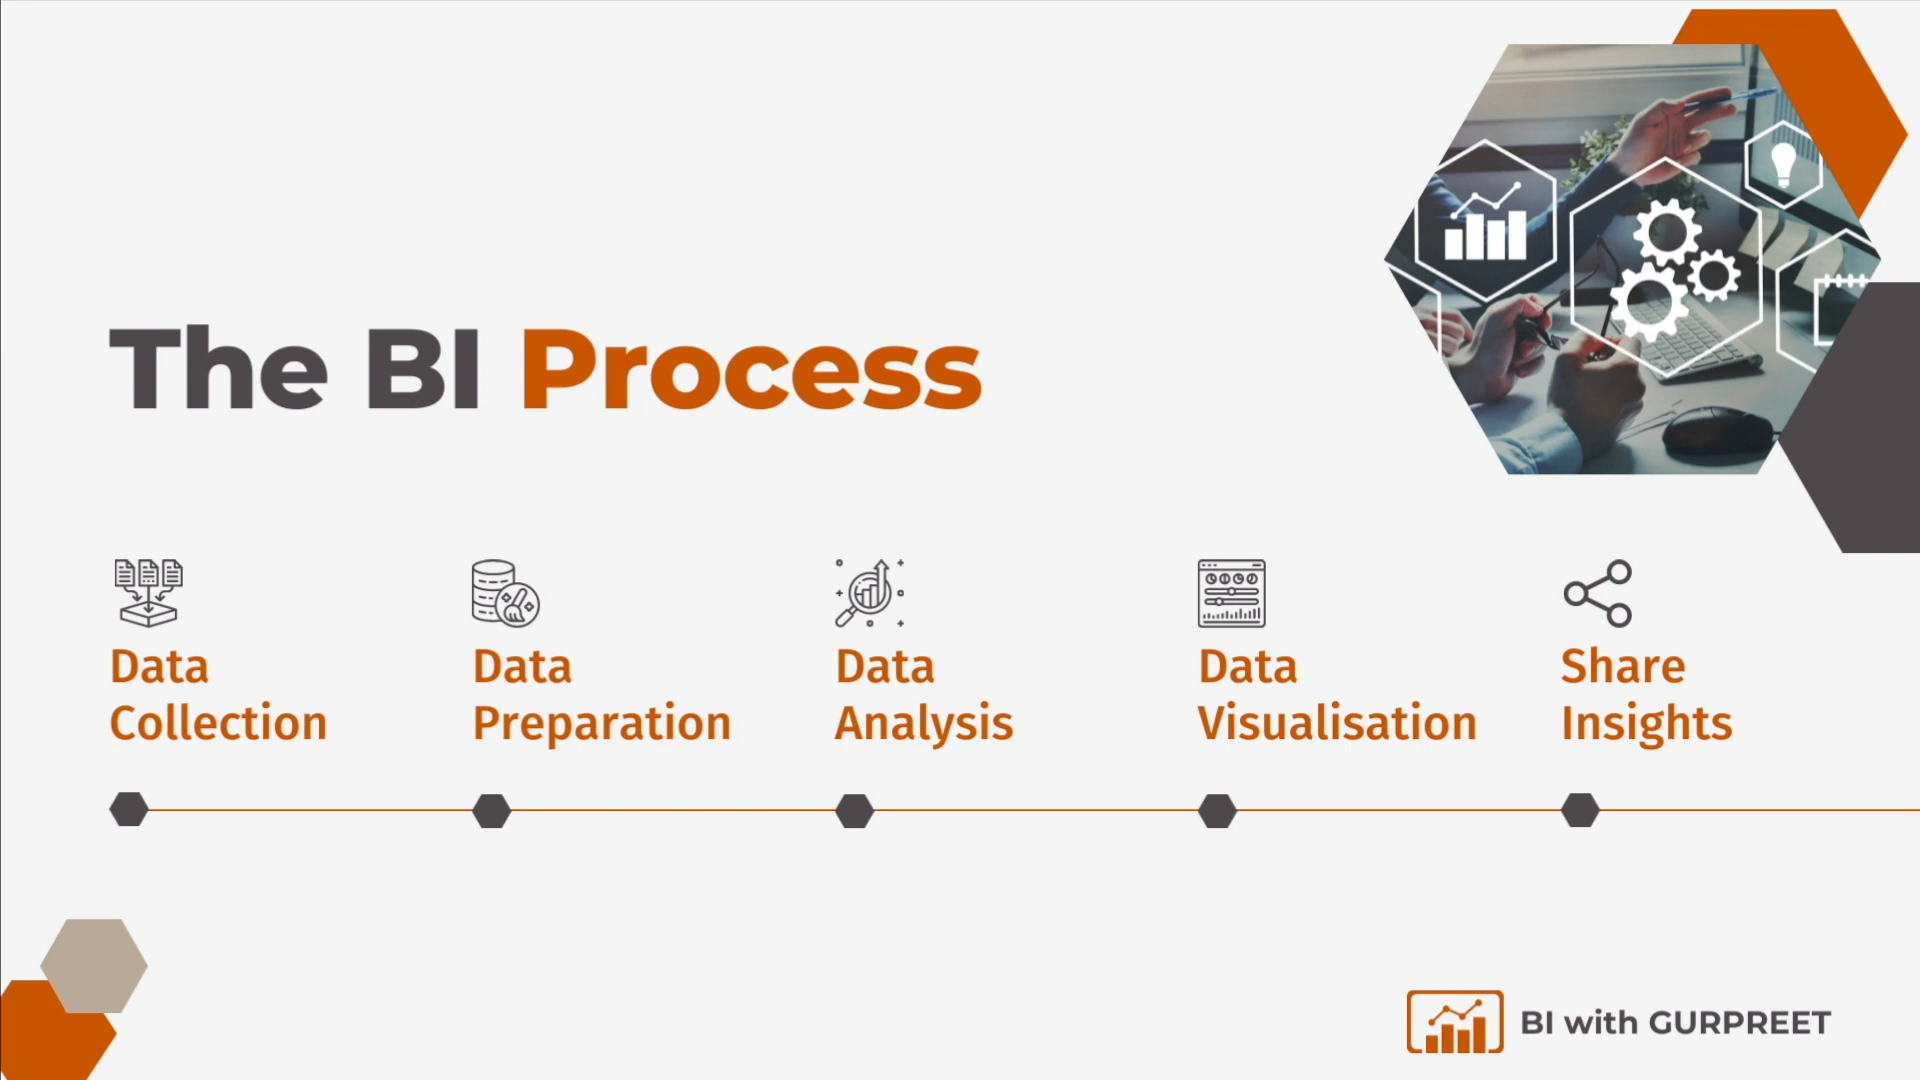 The BI Process
Data
Collection
Data
Preparation
Data
Analysis
Data
Visualisation
Share
Insights
BI with GURPREET